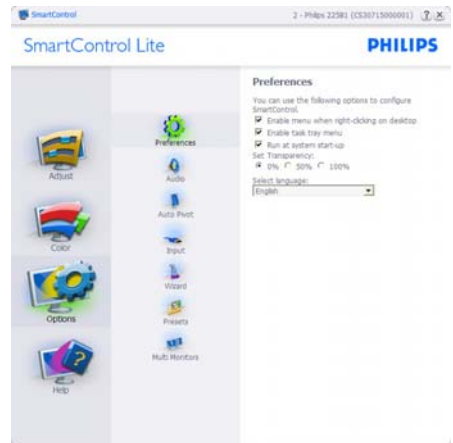 SmartControl
2 - Philips 225B1 (CS30715000001)
? X
SmartControl Lite
PHILIPS
Adjust
Color
Options
Help
Preferences
Audio
Auto Pivot
Input
Wizard
Presets
Multi Monitors
Preferences
You can use the following options to configure
SmartControl.
Enable menu when right-clicking on desktop
Enable task tray menu
Run at system start-up
Set Transparency:
0% 50% 100%
Select language:
English